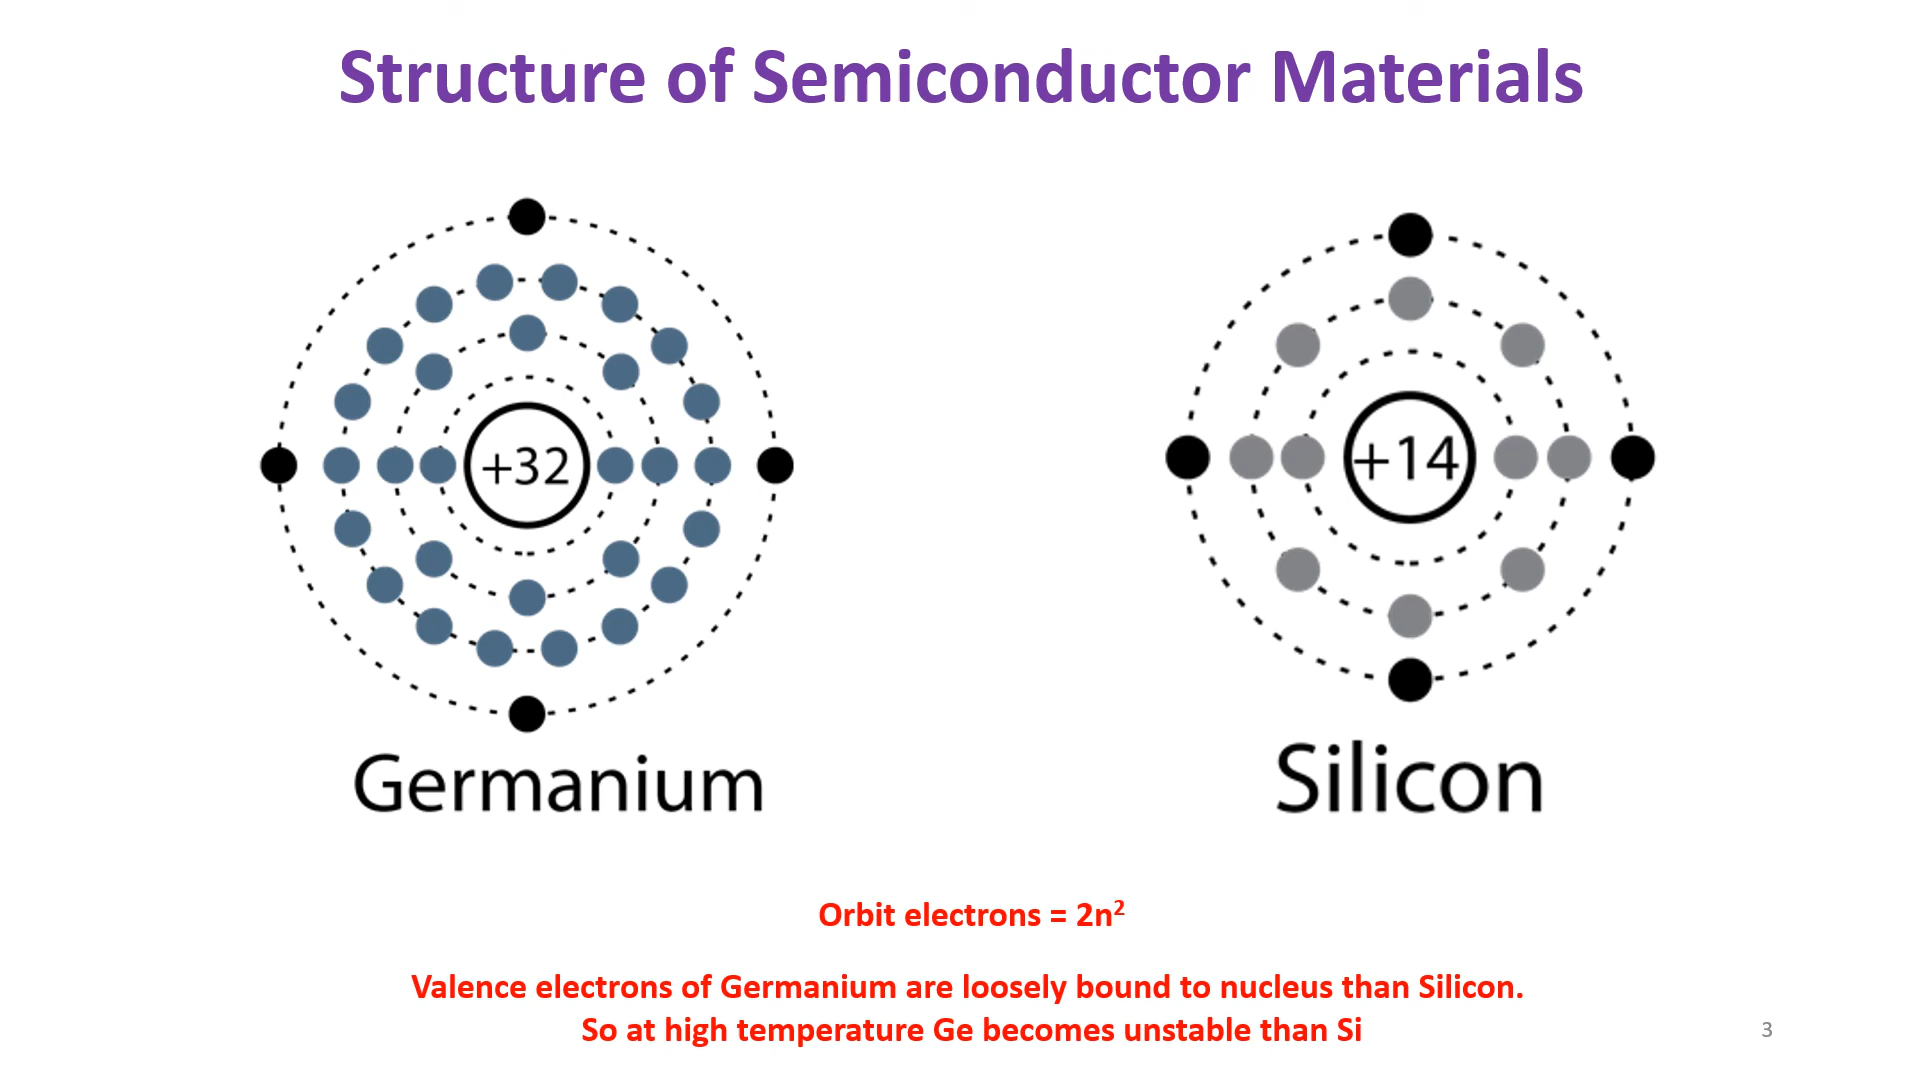 Structure of Semiconductor Materials
+32
+14
Germanium
Silicon
Orbit electrons = 2n²
Valence electrons of Germanium are loosely bound to nucleus than Silicon.
So at high temperature Ge becomes unstable than Si
3